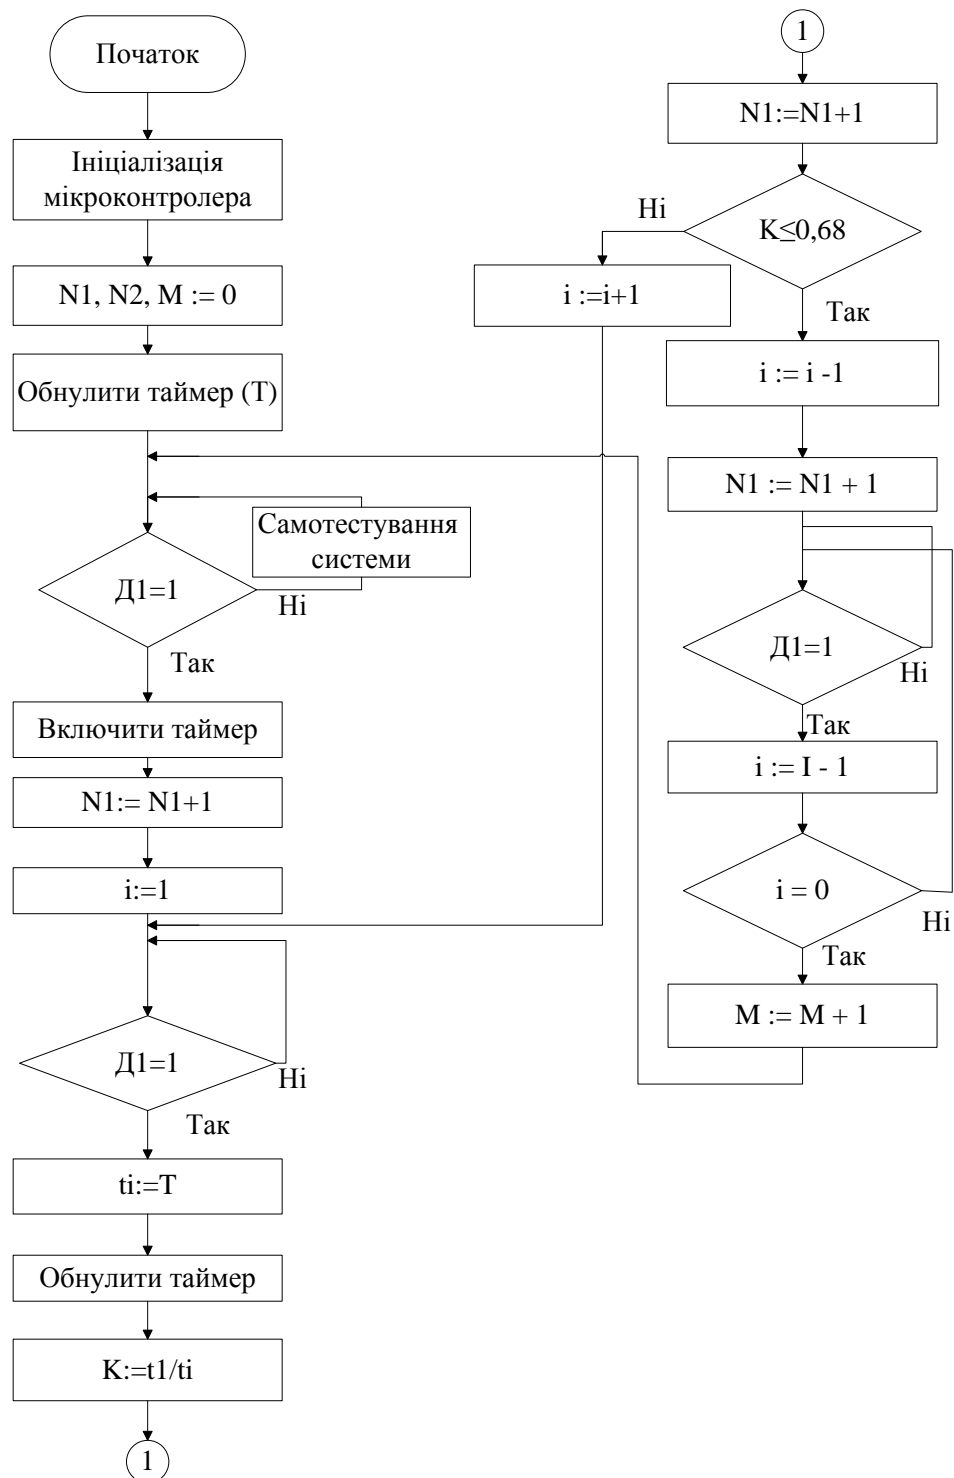 Початок
Ініціалізація
мікроконтролера
N1, N2, M := 0
Обнулити таймер (Т)
Самотестування
системи
Д1=1
Ні
Так
Включити таймер
N1:= N1+1
i:=1
Д1=1
Ні
Так
ti:=T
Обнулити таймер
K:=t1/ti
1
1
N1:=N1+1
Ні
K≤0,68
i :=i+1
Так
i := i -1
N1 := N1 + 1
Д1=1
Ні
Так
i := I - 1
i = 0
Ні
Так
M := M + 1